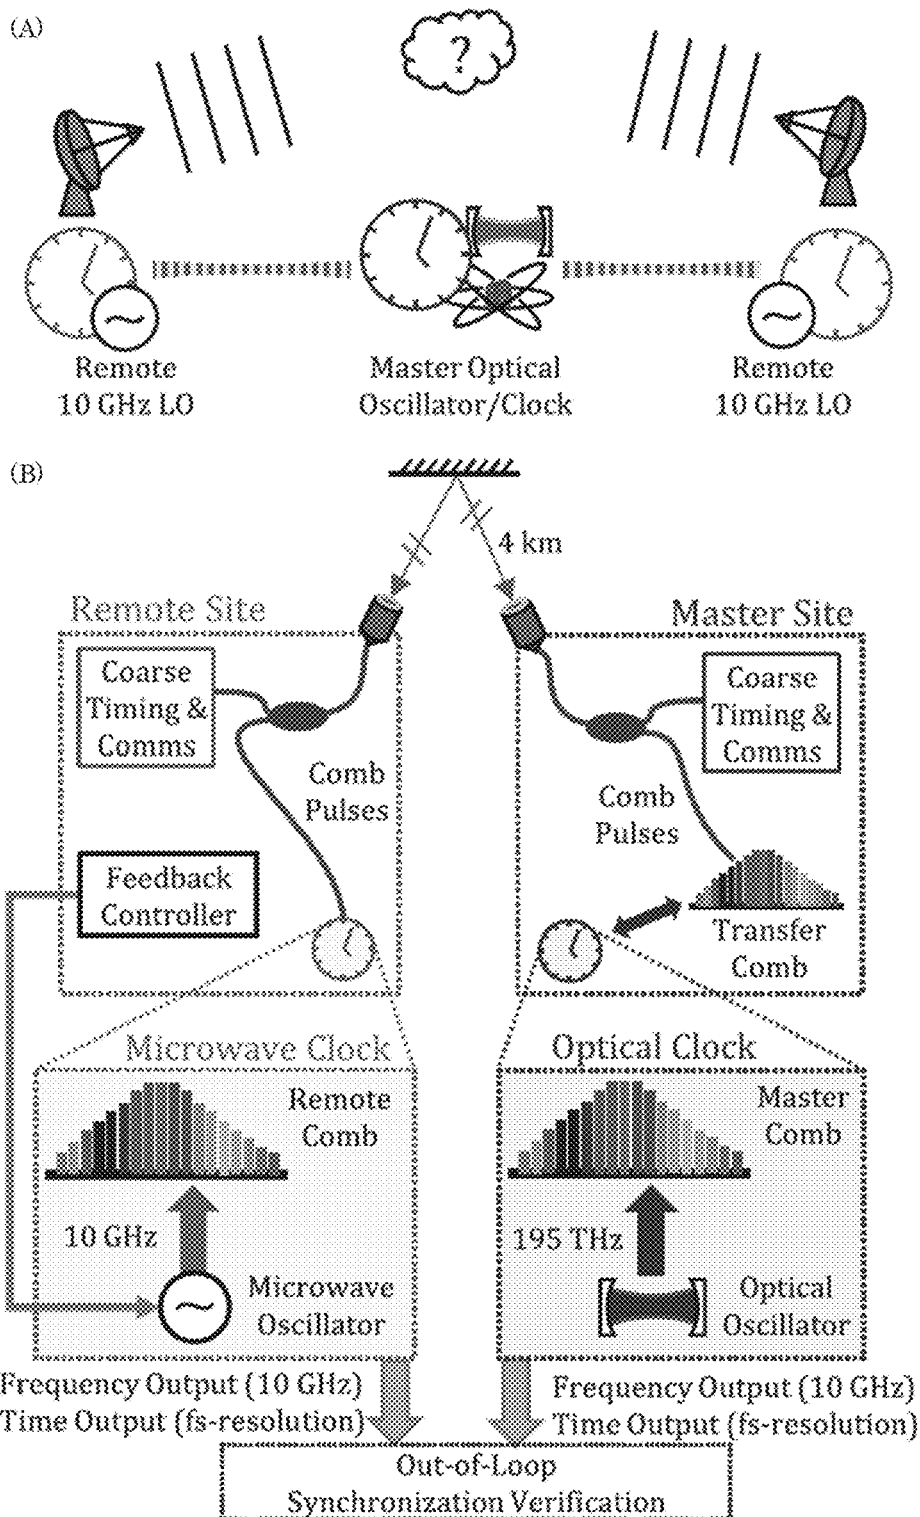 (A)
?
Remote
10 GHz LO
Master Optical
Oscillator/Clock
Remote
10 GHz LO
(B)
4 km
Remote Site
Master Site
Coarse
Timing &
Comms
Coarse
Timing &
Comms
Comb
Pulses
Comb
Pulses
Feedback
Controller
Transfer
Comb
Microwave Clock
Optical Clock
Remote
Comb
Master
Comb
10 GHz
195 THz
Microwave
Oscillator
Optical
Oscillator
Frequency Output (10 GHz)
Time Output (fs-resolution)
Frequency Output (10 GHz)
Time Output (fs-resolution)
Out-of-Loop
Synchronization Verification